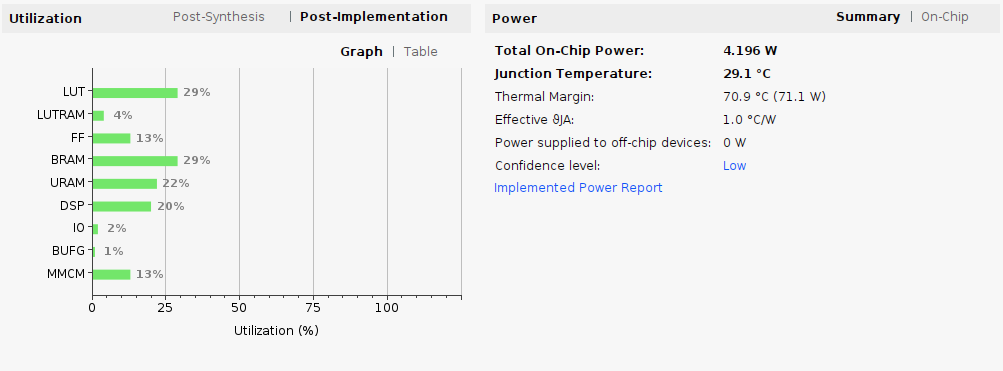 Utilization
Post-Synthesis | Post-Implementation
Graph | Table
LUT 29%
LUTRAM 4%
FF 13%
BRAM 29%
URAM 22%
DSP 20%
IO 2%
BUFG 1%
MMCM 13%
0 25 50 75 100
Utilization (%)
Power
Summary | On-Chip
Total On-Chip Power: 4.196 W
Junction Temperature: 29.1 °C
Thermal Margin: 70.9 °C (71.1 W)
Effective ϑJA: 1.0 °C/W
Power supplied to off-chip devices: 0 W
Confidence level: Low
Implemented Power Report